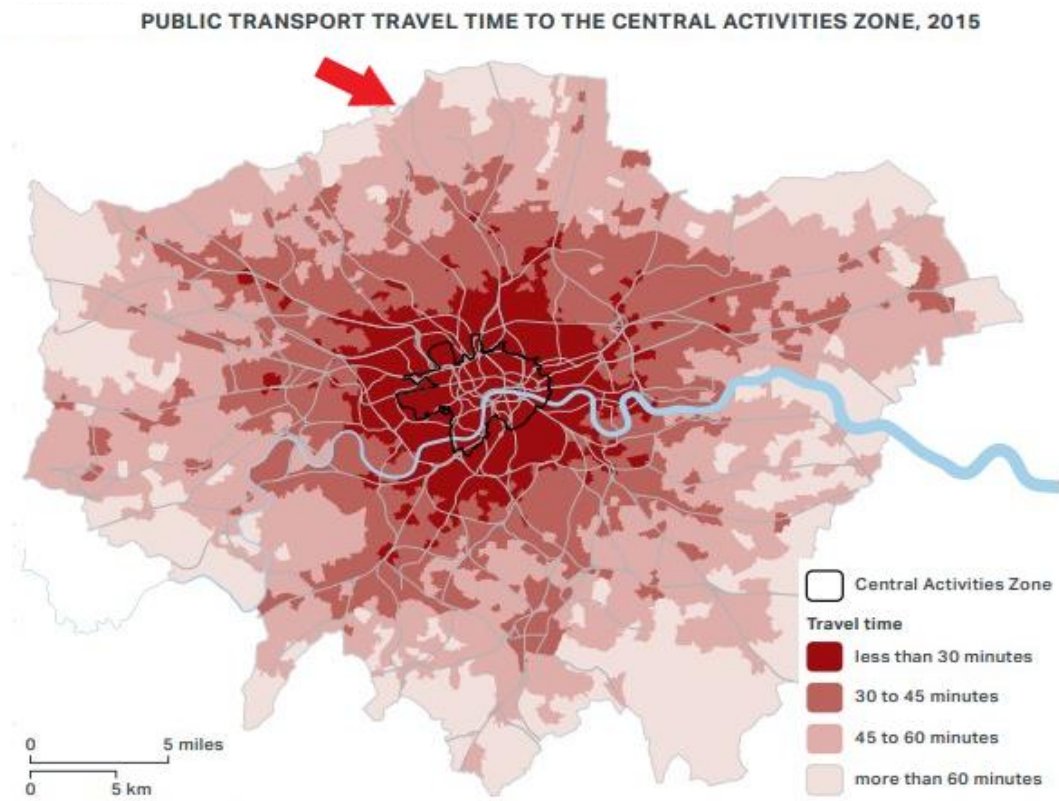 PUBLIC TRANSPORT TRAVEL TIME TO THE CENTRAL ACTIVITIES ZONE, 2015
Central Activities Zone
Travel time
less than 30 minutes
30 to 45 minutes
45 to 60 minutes
more than 60 minutes
0 5 miles
0 5 km